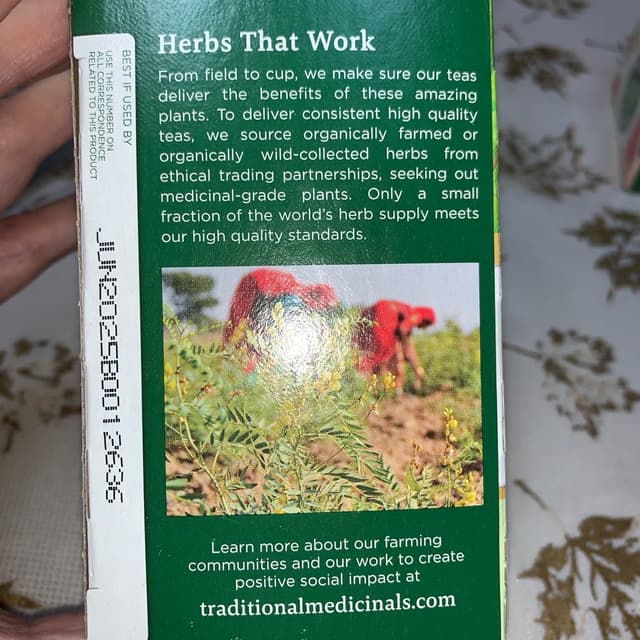 Herbs That Work
From field to cup, we make sure our teas
deliver the benefits of these amazing
plants. To deliver consistent high quality
teas, we source organically farmed or
organically wild-collected herbs from
ethical trading partnerships, seeking out
medicinal-grade plants. Only a small
fraction of the world's herb supply meets
our high quality standards.
Learn more about our farming
communities and our work to create
positive social impact at
traditionalmedicinals.com
BEST IF USED BY
USE THIS NUMBER ON
ALL CORRESPONDENCE
RELATED TO THIS PRODUCT
JUN2025B0012636